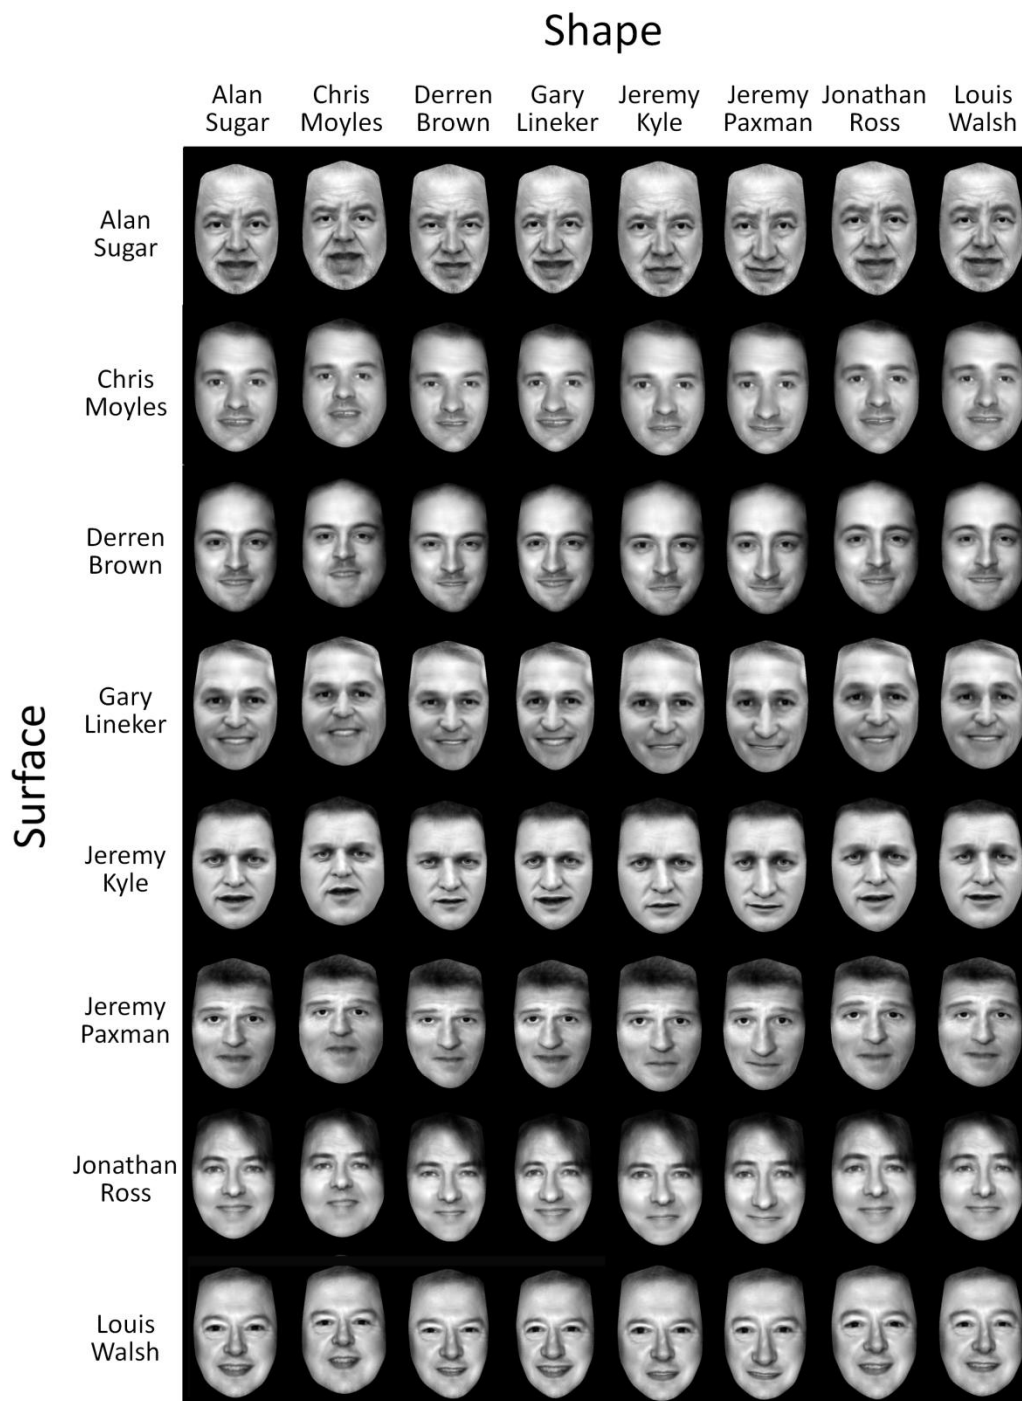 Shape
Alan Chris Derren Gary Jeremy Jeremy Jonathan Louis
Sugar Moyles Brown Lineker Kyle Paxman Ross Walsh
Alan
Sugar
Chris
Moyles
Derren
Brown
Gary
Lineker
Surface
Jeremy
Kyle
Jeremy
Paxman
Jonathan
Ross
Louis
Walsh